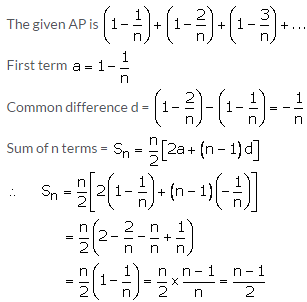 The given AP is (1 - 1/n) + (1 - 2/n) + (1 - 3/n) + ...
First term a = 1 - 1/n
Common difference d = (1 - 2/n) - (1 - 1/n) = - 1/n
Sum of n terms = Sₙ = n/2 [2a + (n - 1)d]
∴ Sₙ = n/2 [2(1 - 1/n) + (n - 1)(- 1/n)]
= n/2 (2 - 2/n - n/n + 1/n)
= n/2 (1 - 1/n) = n/2 × (n - 1)/n = (n - 1)/2